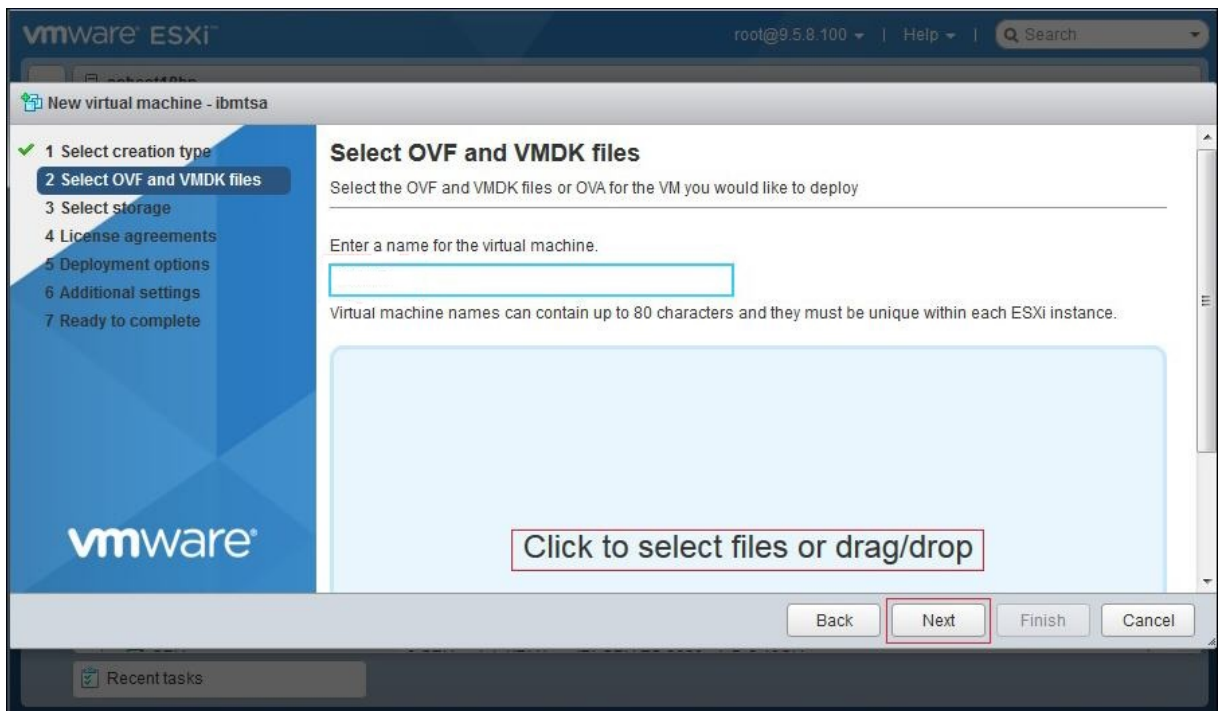 vmware ESXi™
root@9.5.8.100 | Help | Search
New virtual machine - ibmtsa
1 Select creation type
2 Select OVF and VMDK files
3 Select storage
4 License agreements
5 Deployment options
6 Additional settings
7 Ready to complete
vmware®
Select OVF and VMDK files
Select the OVF and VMDK files or OVA for the VM you would like to deploy
Enter a name for the virtual machine.
Virtual machine names can contain up to 80 characters and they must be unique within each ESXi instance.
Click to select files or drag/drop
Back
Next
Finish
Cancel
Recent tasks